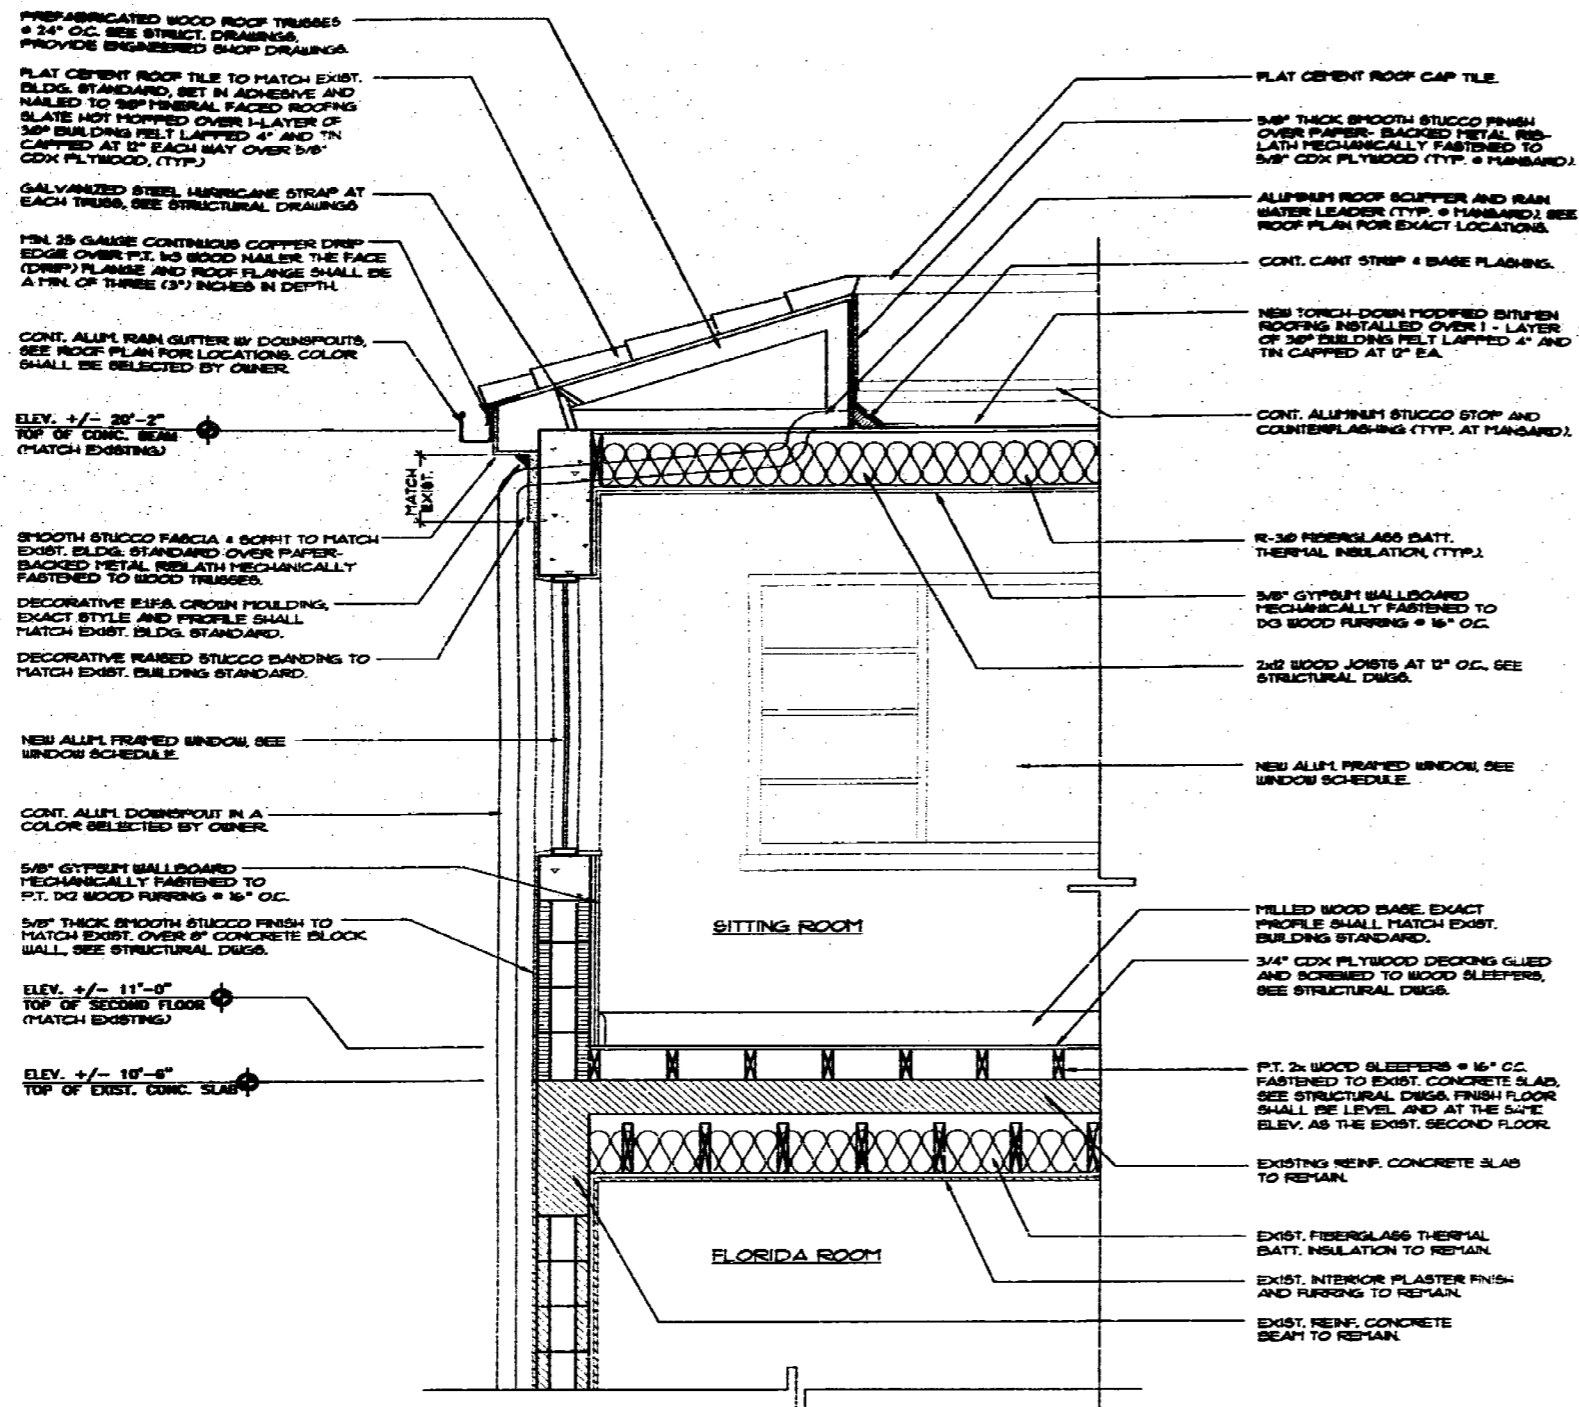 PREFABRICATED WOOD ROOF TRUSSES
@ 24" O.C. SEE STRUCT. DRAWINGS,
PROVIDE ENGINEERED SHOP DRAWINGS.
FLAT CEMENT ROOF TILE TO MATCH EXIST.
BLDG. STANDARD, SET IN ADHESIVE AND
NAILED TO 90# MINERAL FACED ROOFING
SLATE HOT MOPPED OVER 1-LAYER OF
30# BUILDING FELT LAPPED 4" AND TIN
CAPPED AT 12" EACH WAY OVER 5/8"
CDX PLYWOOD, (TYP.)
GALVANIZED STEEL HURRICANE STRAP AT
EACH TRUSS, SEE STRUCTURAL DRAWINGS
MIN. 25 GAUGE CONTINUOUS COPPER DRIP
EDGE OVER P.T. 1x3 WOOD NAILER. THE FACE
(DRIP) FLANGE AND ROOF FLANGE SHALL BE
A MIN. OF THREE (3") INCHES IN DEPTH.
CONT. ALUM. RAIN GUTTER W/ DOWNSPOUTS,
SEE ROOF PLAN FOR LOCATIONS. COLOR
SHALL BE SELECTED BY OWNER.
ELEV. +/- 20'-2"
TOP OF CONC. BEAM
(MATCH EXISTING)
MATCH
EXIST.
SMOOTH STUCCO FASCIA & SOFFIT TO MATCH
EXIST. BLDG. STANDARD OVER PAPER-
BACKED METAL RIBLATH MECHANICALLY
FASTENED TO WOOD TRUSSES.
DECORATIVE E.I.F.S. CROWN MOULDING,
EXACT STYLE AND PROFILE SHALL
MATCH EXIST. BLDG. STANDARD.
DECORATIVE RAISED STUCCO BANDING TO
MATCH EXIST. BUILDING STANDARD.
NEW ALUM. FRAMED WINDOW, SEE
WINDOW SCHEDULE.
CONT. ALUM. DOWNSPOUT IN A
COLOR SELECTED BY OWNER.
5/8" GYPSUM WALLBOARD
MECHANICALLY FASTENED TO
P.T. 1X2 WOOD FURRING @ 16" O.C.
5/8" THICK SMOOTH STUCCO FINISH TO
MATCH EXIST. OVER 8" CONCRETE BLOCK
WALL, SEE STRUCTURAL DWGS.
ELEV. +/- 11'-0"
TOP OF SECOND FLOOR
(MATCH EXISTING)
ELEV. +/- 10'-6"
TOP OF EXIST. CONC. SLAB
SITTING ROOM
FLORIDA ROOM
FLAT CEMENT ROOF CAP TILE.
5/8" THICK SMOOTH STUCCO FINISH
OVER PAPER- BACKED METAL RIB-
LATH MECHANICALLY FASTENED TO
5/8" CDX PLYWOOD (TYP. @ MANSARD).
ALUMINUM ROOF SCUPPER AND RAIN
WATER LEADER (TYP. @ MANSARD). SEE
ROOF PLAN FOR EXACT LOCATIONS.
CONT. CANT STRIP & BASE FLASHING.
NEW TORCH-DOWN MODIFIED BITUMEN
ROOFING INSTALLED OVER 1 - LAYER
OF 30# BUILDING FELT LAPPED 4" AND
TIN CAPPED AT 12" EA.
CONT. ALUMINUM STUCCO STOP AND
COUNTERFLASHING (TYP. AT MANSARD).
R-30 FIBERGLASS BATT.
THERMAL INSULATION, (TYP.)
5/8" GYPSUM WALLBOARD
MECHANICALLY FASTENED TO
1X3 WOOD FURRING @ 16" O.C.
2x12 WOOD JOISTS AT 12" O.C., SEE
STRUCTURAL DWGS.
NEW ALUM. FRAMED WINDOW, SEE
WINDOW SCHEDULE.
MILLED WOOD BASE. EXACT
PROFILE SHALL MATCH EXIST.
BUILDING STANDARD.
3/4" CDX PLYWOOD DECKING GLUED
AND SCREWED TO WOOD SLEEPERS,
SEE STRUCTURAL DWGS.
P.T. 2x WOOD SLEEPERS @ 16" O.C.
FASTENED TO EXIST. CONCRETE SLAB,
SEE STRUCTURAL DWGS. FINISH FLOOR
SHALL BE LEVEL AND AT THE SAME
ELEV. AS THE EXIST. SECOND FLOOR.
EXISTING REINF. CONCRETE SLAB
TO REMAIN.
EXIST. FIBERGLASS THERMAL
BATT. INSULATION TO REMAIN.
EXIST. INTERIOR PLASTER FINISH
AND FURRING TO REMAIN.
EXIST. REINF. CONCRETE
BEAM TO REMAIN.